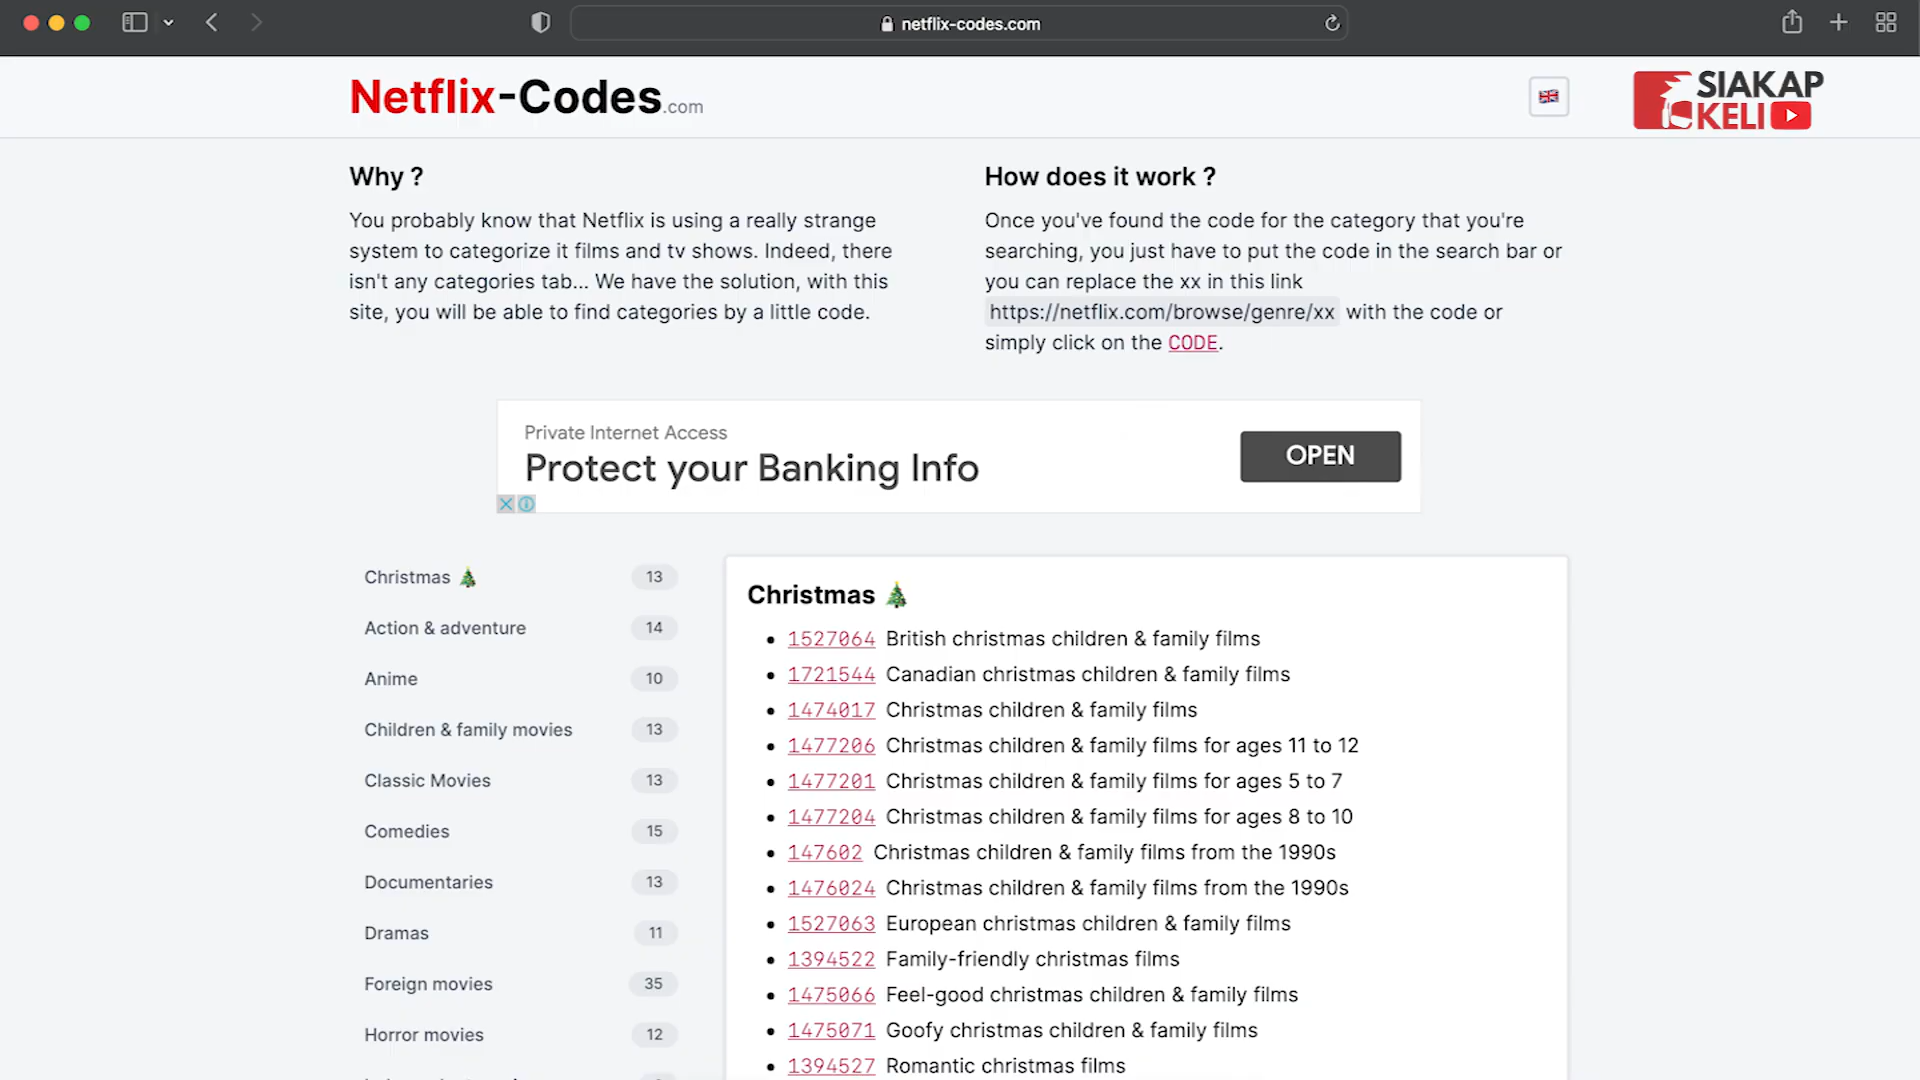 netflix-codes.com
Netflix-Codes.com
SIAKAP
KELI
Why ?
You probably know that Netflix is using a really strange
system to categorize it films and tv shows. Indeed, there
isn't any categories tab... We have the solution, with this
site, you will be able to find categories by a little code.
How does it work ?
Once you've found the code for the category that you're
searching, you just have to put the code in the search bar or
you can replace the xx in this link
https://netflix.com/browse/genre/xx with the code or
simply click on the CODE.
Private Internet Access
Protect your Banking Info
OPEN
Christmas 🎄 13
Action & adventure 14
Anime 10
Children & family movies 13
Classic Movies 13
Comedies 15
Documentaries 13
Dramas 11
Foreign movies 35
Horror movies 12
Christmas 🎄
1527064 British christmas children & family films
1721544 Canadian christmas children & family films
1474017 Christmas children & family films
1477206 Christmas children & family films for ages 11 to 12
1477201 Christmas children & family films for ages 5 to 7
1477204 Christmas children & family films for ages 8 to 10
147602 Christmas children & family films from the 1990s
1476024 Christmas children & family films from the 1990s
1527063 European christmas children & family films
1394522 Family-friendly christmas films
1475066 Feel-good christmas children & family films
1475071 Goofy christmas children & family films
1394527 Romantic christmas films